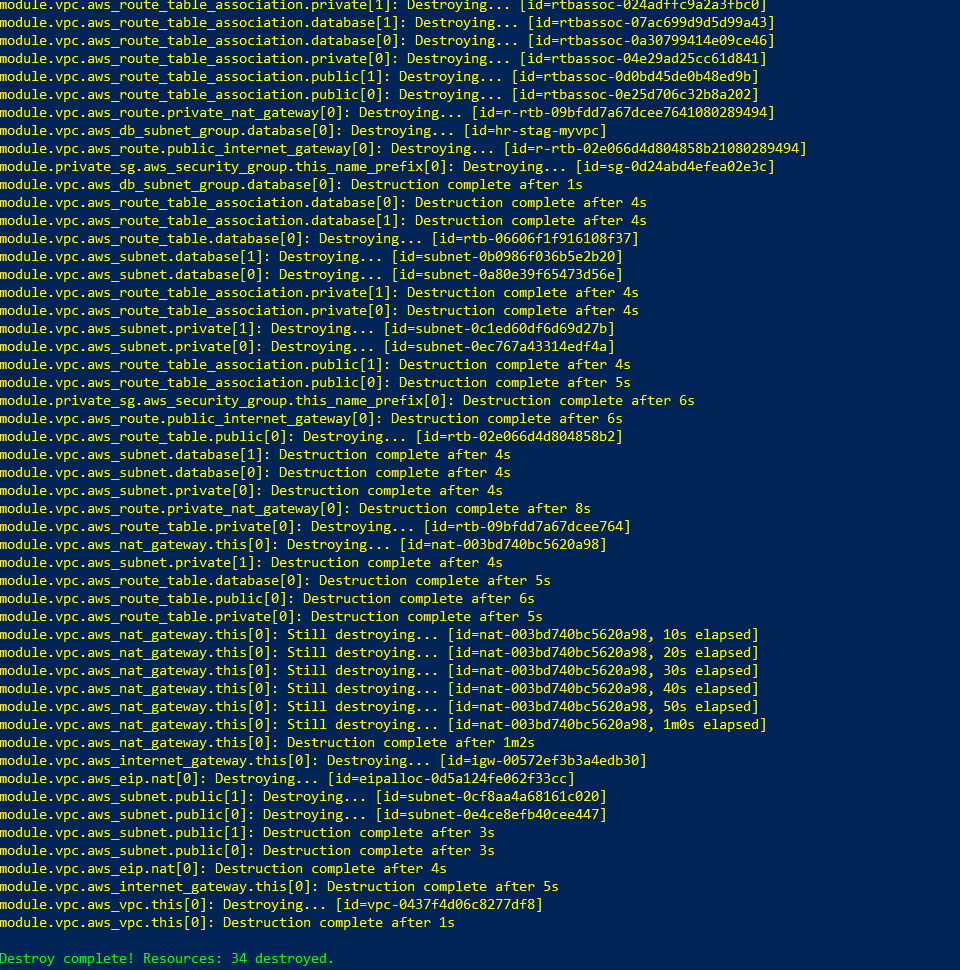 module.vpc.aws_route_table_association.private[1]: Destroying... [id=rtbassoc-024adffc9a2a3fbc0]
module.vpc.aws_route_table_association.database[1]: Destroying... [id=rtbassoc-07ac699d9d5d99a43]
module.vpc.aws_route_table_association.database[0]: Destroying... [id=rtbassoc-0a30799414e09ce46]
module.vpc.aws_route_table_association.private[0]: Destroying... [id=rtbassoc-04e29ad25cc61d841]
module.vpc.aws_route_table_association.public[1]: Destroying... [id=rtbassoc-0d0bd45de0b48ed9b]
module.vpc.aws_route_table_association.public[0]: Destroying... [id=rtbassoc-0e25d706c32b8a202]
module.vpc.aws_route.private_nat_gateway[0]: Destroying... [id=r-rtb-09bfdd7a67dcee7641080289494]
module.vpc.aws_db_subnet_group.database[0]: Destroying... [id=hr-stag-myvpc]
module.vpc.aws_route.public_internet_gateway[0]: Destroying... [id=r-rtb-02e066d4d804858b21080289494]
module.private_sg.aws_security_group.this_name_prefix[0]: Destroying... [id=sg-0d24abd4efea02e3c]
module.vpc.aws_db_subnet_group.database[0]: Destruction complete after 1s
module.vpc.aws_route_table_association.database[0]: Destruction complete after 4s
module.vpc.aws_route_table_association.database[1]: Destruction complete after 4s
module.vpc.aws_route_table.database[0]: Destroying... [id=rtb-06606f1f916108f37]
module.vpc.aws_subnet.database[1]: Destroying... [id=subnet-0b0986f036b5e2b20]
module.vpc.aws_subnet.database[0]: Destroying... [id=subnet-0a80e39f65473d56e]
module.vpc.aws_route_table_association.private[1]: Destruction complete after 4s
module.vpc.aws_route_table_association.private[0]: Destruction complete after 4s
module.vpc.aws_subnet.private[1]: Destroying... [id=subnet-0c1ed60df6d69d27b]
module.vpc.aws_subnet.private[0]: Destroying... [id=subnet-0ec767a43314edf4a]
module.vpc.aws_route_table_association.public[1]: Destruction complete after 4s
module.vpc.aws_route_table_association.public[0]: Destruction complete after 5s
module.private_sg.aws_security_group.this_name_prefix[0]: Destruction complete after 6s
module.vpc.aws_route.public_internet_gateway[0]: Destruction complete after 6s
module.vpc.aws_route_table.public[0]: Destroying... [id=rtb-02e066d4d804858b2]
module.vpc.aws_subnet.database[1]: Destruction complete after 4s
module.vpc.aws_subnet.database[0]: Destruction complete after 4s
module.vpc.aws_subnet.private[0]: Destruction complete after 4s
module.vpc.aws_route.private_nat_gateway[0]: Destruction complete after 8s
module.vpc.aws_route_table.private[0]: Destroying... [id=rtb-09bfdd7a67dcee764]
module.vpc.aws_nat_gateway.this[0]: Destroying... [id=nat-003bd740bc5620a98]
module.vpc.aws_subnet.private[1]: Destruction complete after 4s
module.vpc.aws_route_table.database[0]: Destruction complete after 5s
module.vpc.aws_route_table.public[0]: Destruction complete after 6s
module.vpc.aws_route_table.private[0]: Destruction complete after 5s
module.vpc.aws_nat_gateway.this[0]: Still destroying... [id=nat-003bd740bc5620a98, 10s elapsed]
module.vpc.aws_nat_gateway.this[0]: Still destroying... [id=nat-003bd740bc5620a98, 20s elapsed]
module.vpc.aws_nat_gateway.this[0]: Still destroying... [id=nat-003bd740bc5620a98, 30s elapsed]
module.vpc.aws_nat_gateway.this[0]: Still destroying... [id=nat-003bd740bc5620a98, 40s elapsed]
module.vpc.aws_nat_gateway.this[0]: Still destroying... [id=nat-003bd740bc5620a98, 50s elapsed]
module.vpc.aws_nat_gateway.this[0]: Still destroying... [id=nat-003bd740bc5620a98, 1m0s elapsed]
module.vpc.aws_nat_gateway.this[0]: Destruction complete after 1m2s
module.vpc.aws_internet_gateway.this[0]: Destroying... [id=igw-00572ef3b3a4edb30]
module.vpc.aws_eip.nat[0]: Destroying... [id=eipalloc-0d5a124fe062f33cc]
module.vpc.aws_subnet.public[1]: Destroying... [id=subnet-0cf8aa4a68161c020]
module.vpc.aws_subnet.public[0]: Destroying... [id=subnet-0e4ce8efb40cee447]
module.vpc.aws_subnet.public[1]: Destruction complete after 3s
module.vpc.aws_subnet.public[0]: Destruction complete after 3s
module.vpc.aws_eip.nat[0]: Destruction complete after 4s
module.vpc.aws_internet_gateway.this[0]: Destruction complete after 5s
module.vpc.aws_vpc.this[0]: Destroying... [id=vpc-0437f4d06c8277df8]
module.vpc.aws_vpc.this[0]: Destruction complete after 1s
Destroy complete! Resources: 34 destroyed.